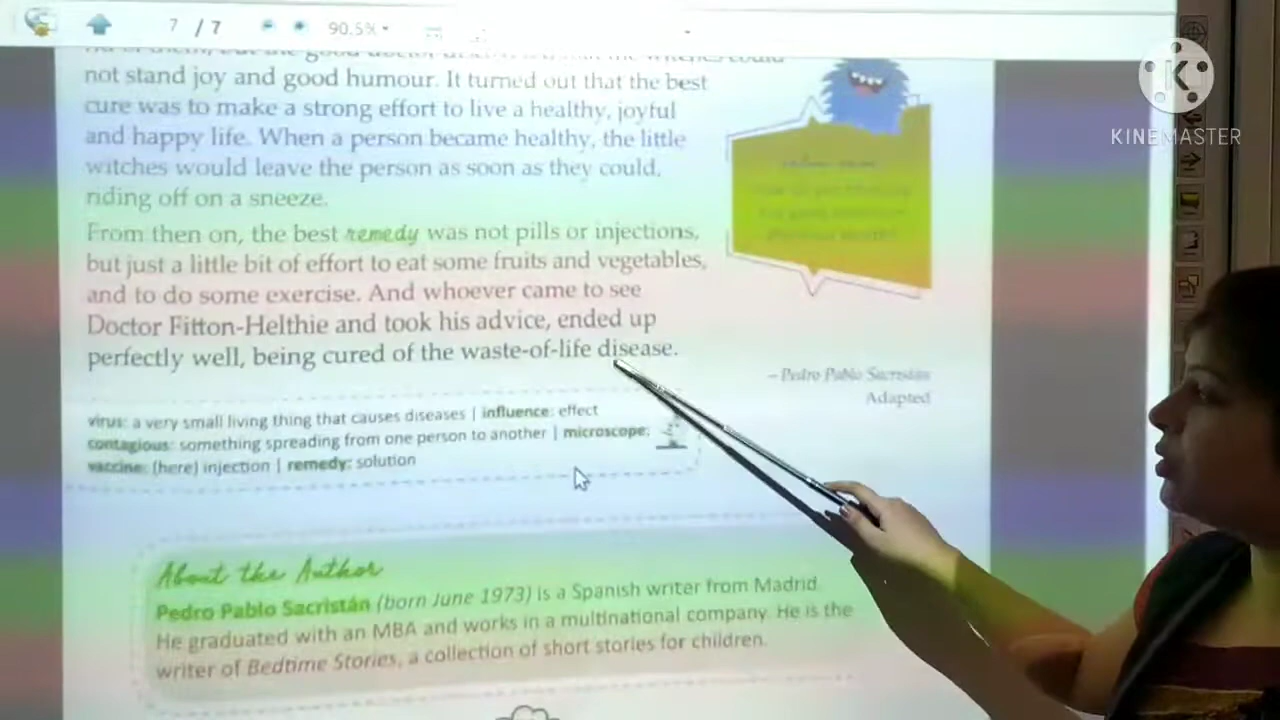 7 / 7
90.5%
not stand joy and good humour. It turned out that the best
cure was to make a strong effort to live a healthy, joyful
and happy life. When a person became healthy, the little
witches would leave the person as soon as they could,
riding off on a sneeze.
From then on, the best remedy was not pills or injections,
but just a little bit of effort to eat some fruits and vegetables,
and to do some exercise. And whoever came to see
Doctor Fitton-Helthie and took his advice, ended up
perfectly well, being cured of the waste-of-life disease.
– Pedro Pablo Sacristán
Adapted
virus: a very small living thing that causes diseases | influence: effect
contagious: something spreading from one person to another | microscope:
vaccine: (here) injection | remedy: solution
About the Author
Pedro Pablo Sacristán (born June 1973) is a Spanish writer from Madrid.
He graduated with an MBA and works in a multinational company. He is the
writer of Bedtime Stories, a collection of short stories for children.
K
KINEMASTER